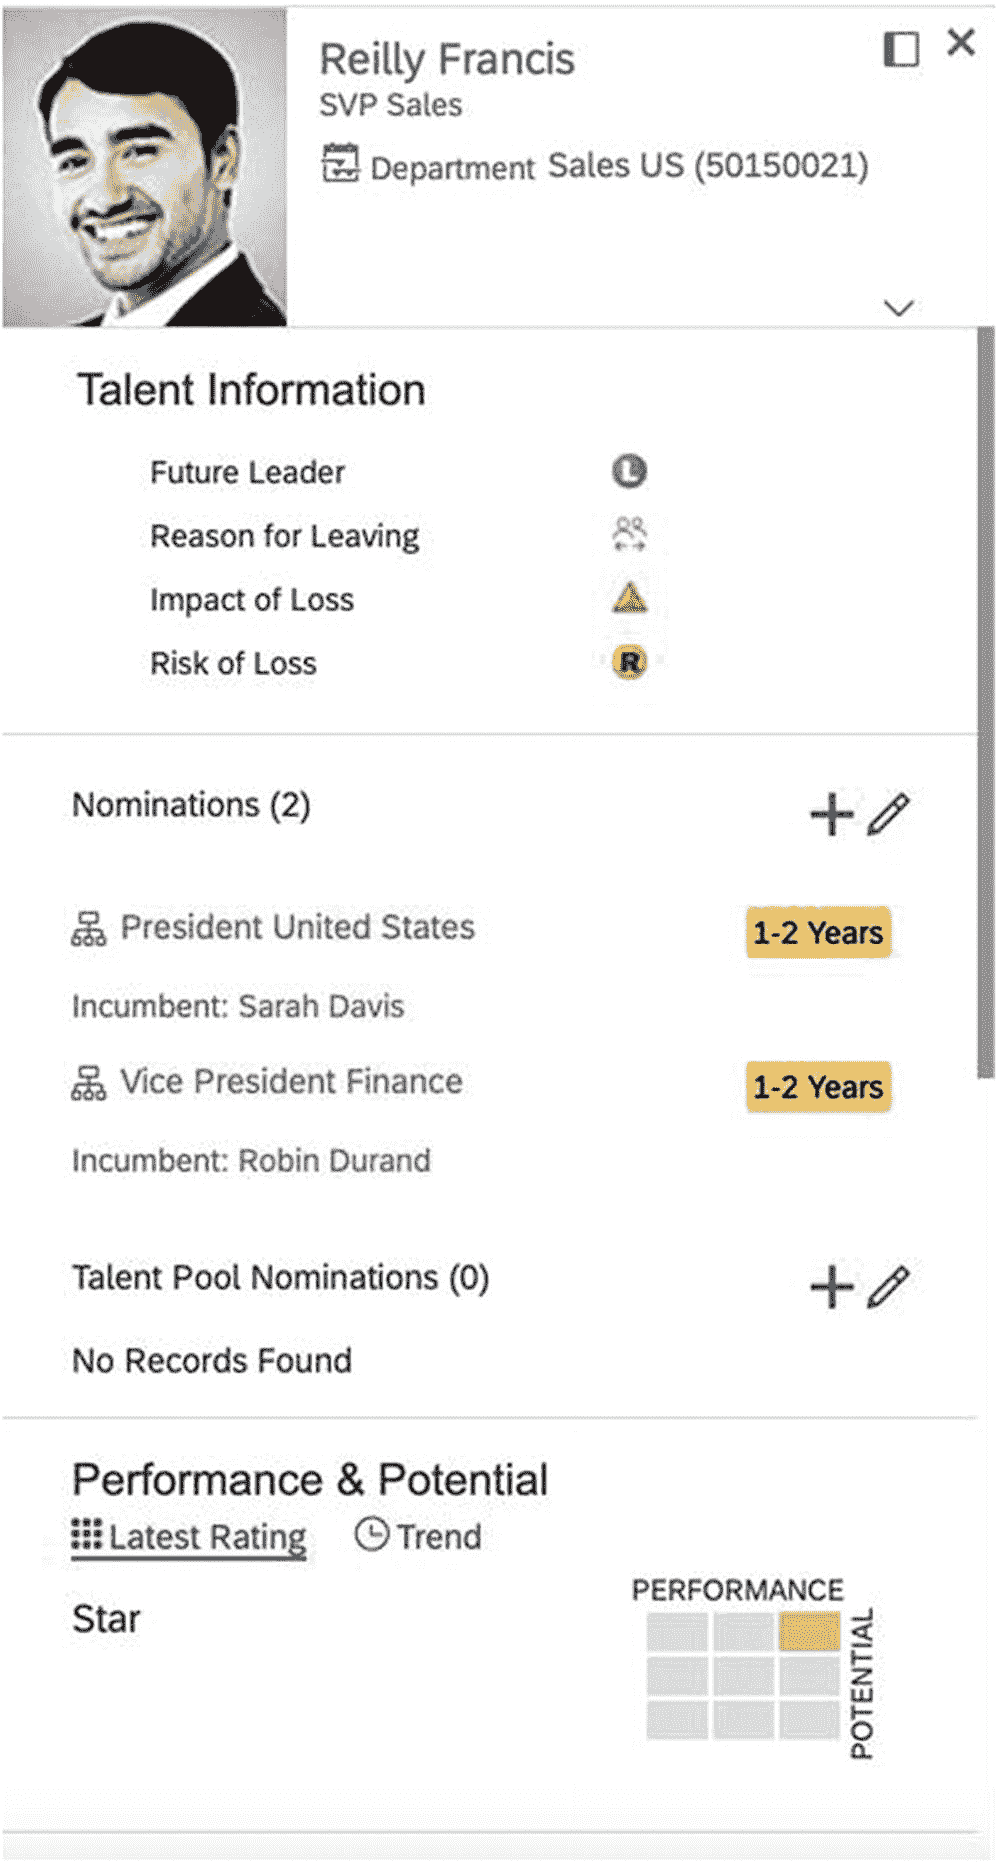 Reilly Francis
SVP Sales
Department Sales US (50150021)
Talent Information
Future Leader L
Reason for Leaving
Impact of Loss
Risk of Loss R
Nominations (2)
President United States 1-2 Years
Incumbent: Sarah Davis
Vice President Finance 1-2 Years
Incumbent: Robin Durand
Talent Pool Nominations (0)
No Records Found
Performance & Potential
Latest Rating Trend
Star
PERFORMANCE
POTENTIAL